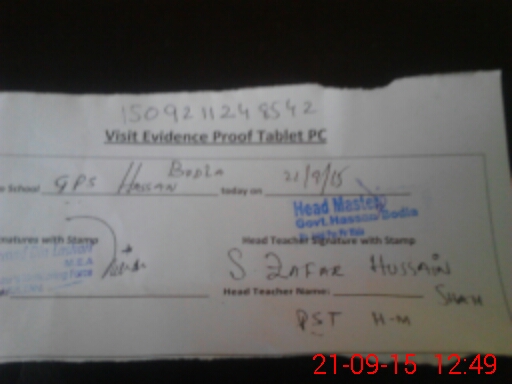 150921124 8542
Visit Evidence Proof Tablet PC
School GPS Hassan Bodla today on 21/9/15
Head Master
Govt. Hassan Bodla
with Stamp
Head Teacher Signature with Stamp
M.E.A
S ZAFAR HUSSAIN
Head Teacher Name:
SHAH
PST H-M
21-09-15 12:49